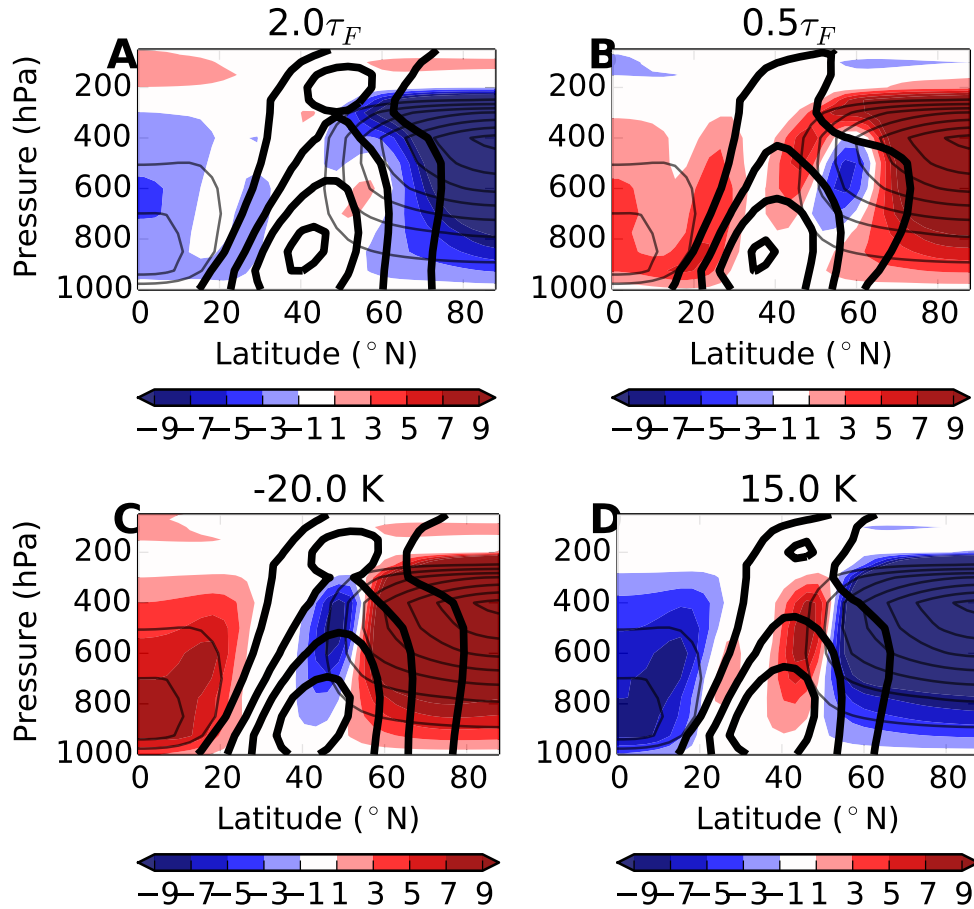 2.0τF 0.5τF
A B
Pressure (hPa)
200 200
400 400
600 600
800 800
1000 1000
0 20 40 60 80 0 20 40 60 80
Latitude (°N) Latitude (°N)
−9−7−5−3−1 1 3 5 7 9 −9−7−5−3−1 1 3 5 7 9
-20.0 K 15.0 K
C D
Pressure (hPa)
200 200
400 400
600 600
800 800
1000 1000
0 20 40 60 80 0 20 40 60 80
Latitude (°N) Latitude (°N)
−9−7−5−3−1 1 3 5 7 9 −9−7−5−3−1 1 3 5 7 9